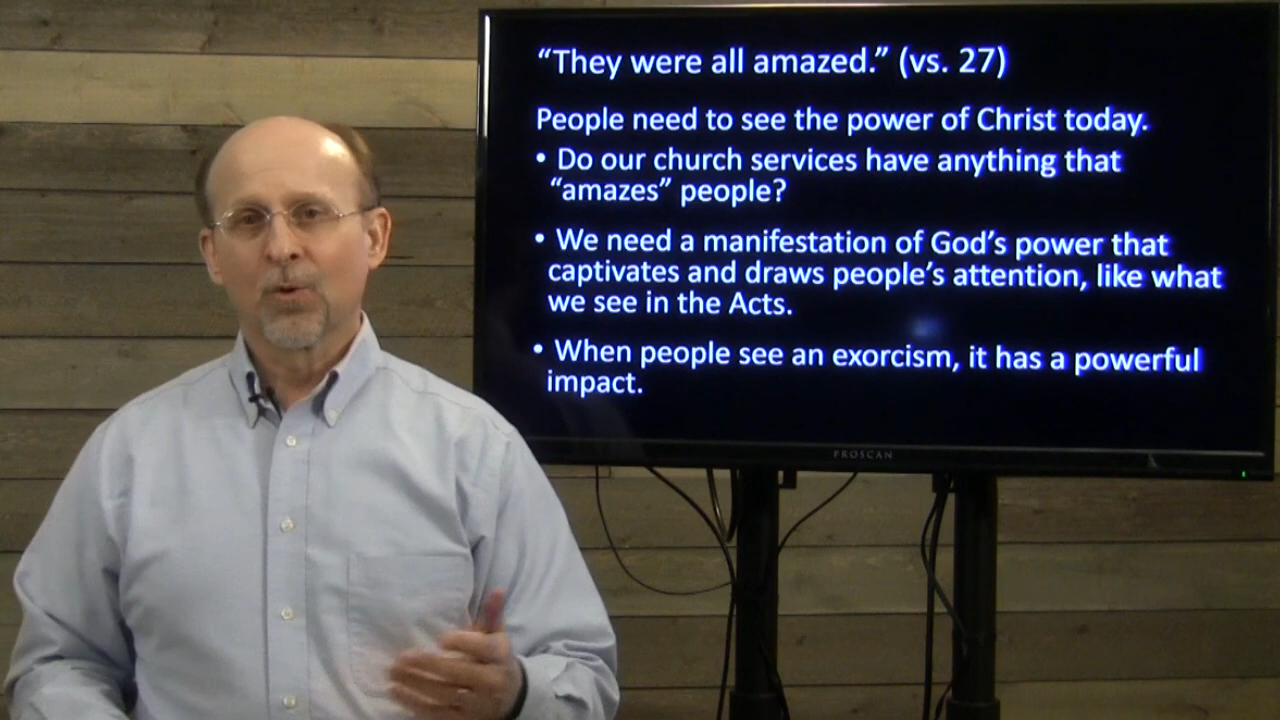 “They were all amazed.” (vs. 27)
People need to see the power of Christ today.
• Do our church services have anything that
“amazes” people?
• We need a manifestation of God’s power that
captivates and draws people’s attention, like what
we see in the Acts.
• When people see an exorcism, it has a powerful
impact.
PROSCAN